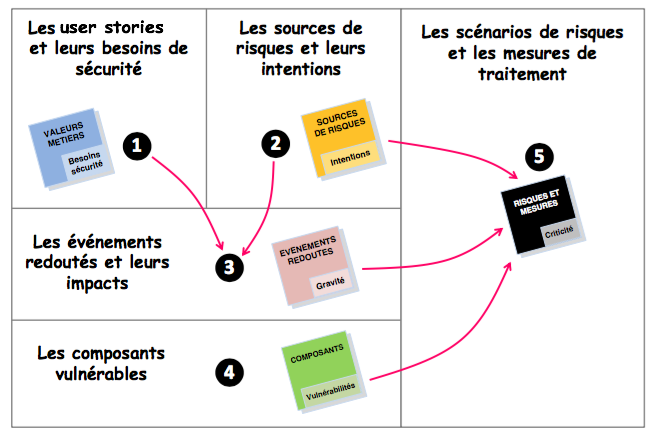 Les user stories
et leurs besoins de
sécurité
VALEURS
METIERS
Besoins
sécurité
1
Les sources de
risques et leurs
intentions
2
SOURCES
DE RISQUES
Intentions
Les scénarios de risques
et les mesures de
traitement
5
RISQUES ET
MESURES
Criticité
Les événements
redoutés et leurs
impacts
3
EVENEMENTS
REDOUTES
Gravité
Les composants
vulnérables
4
COMPOSANTS
Vulnérabilités